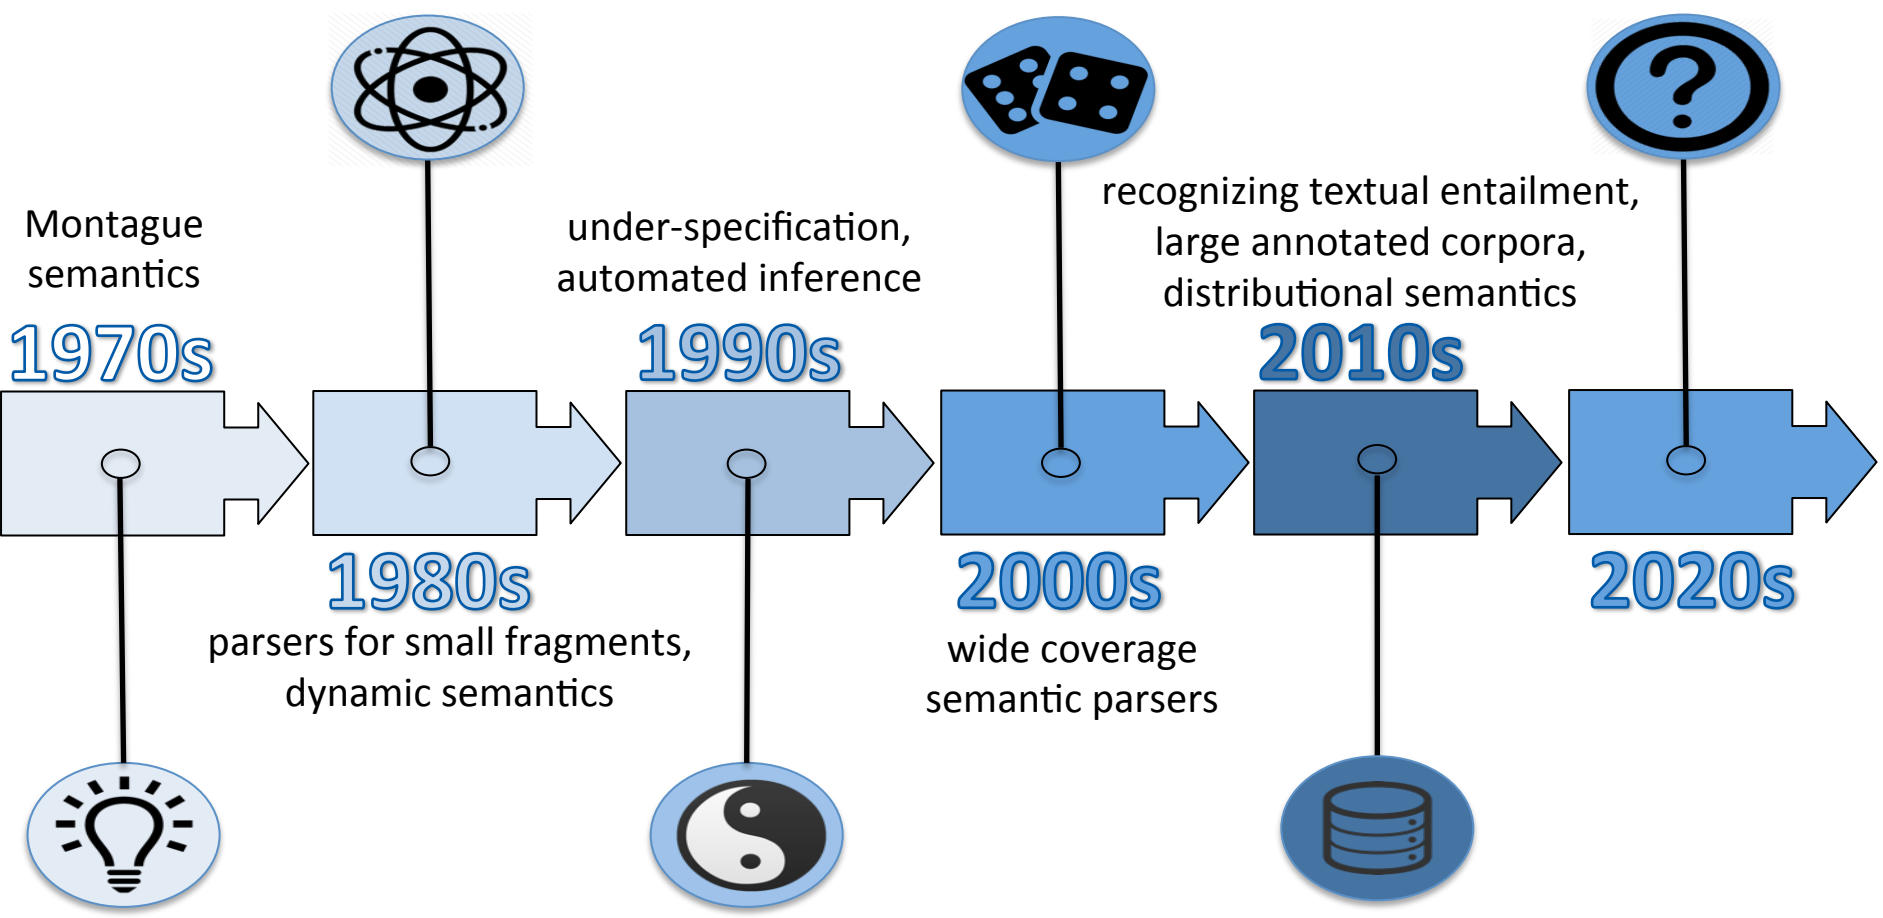 Montague
semantics
1970s
1980s
parsers for small fragments,
dynamic semantics
under-specification,
automated inference
1990s
2000s
wide coverage
semantic parsers
recognizing textual entailment,
large annotated corpora,
distributional semantics
2010s
2020s